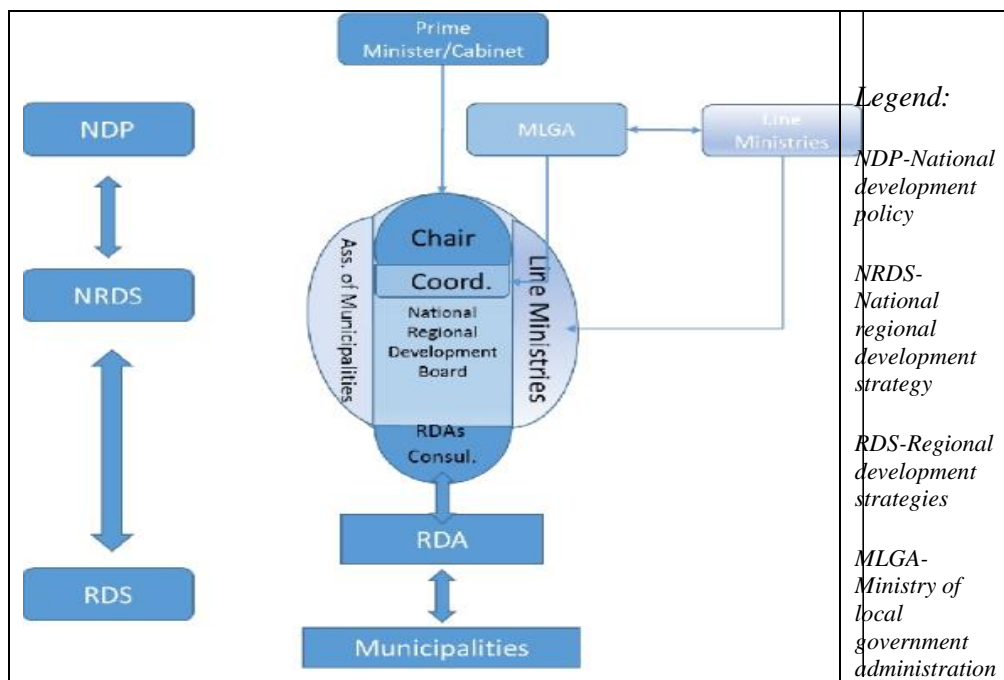 Prime
Minister/Cabinet
NDP
MLGA
Line
Ministries
Chair
Coord.
National
Regional
Development
Board
Ass. of Municipalities
Line Ministries
NRDS
RDAs
Consul.
RDA
RDS
Municipalities
Legend:
NDP-National
development
policy
NRDS-
National
regional
development
strategy
RDS-Regional
development
strategies
MLGA-
Ministry of
local
government
administration